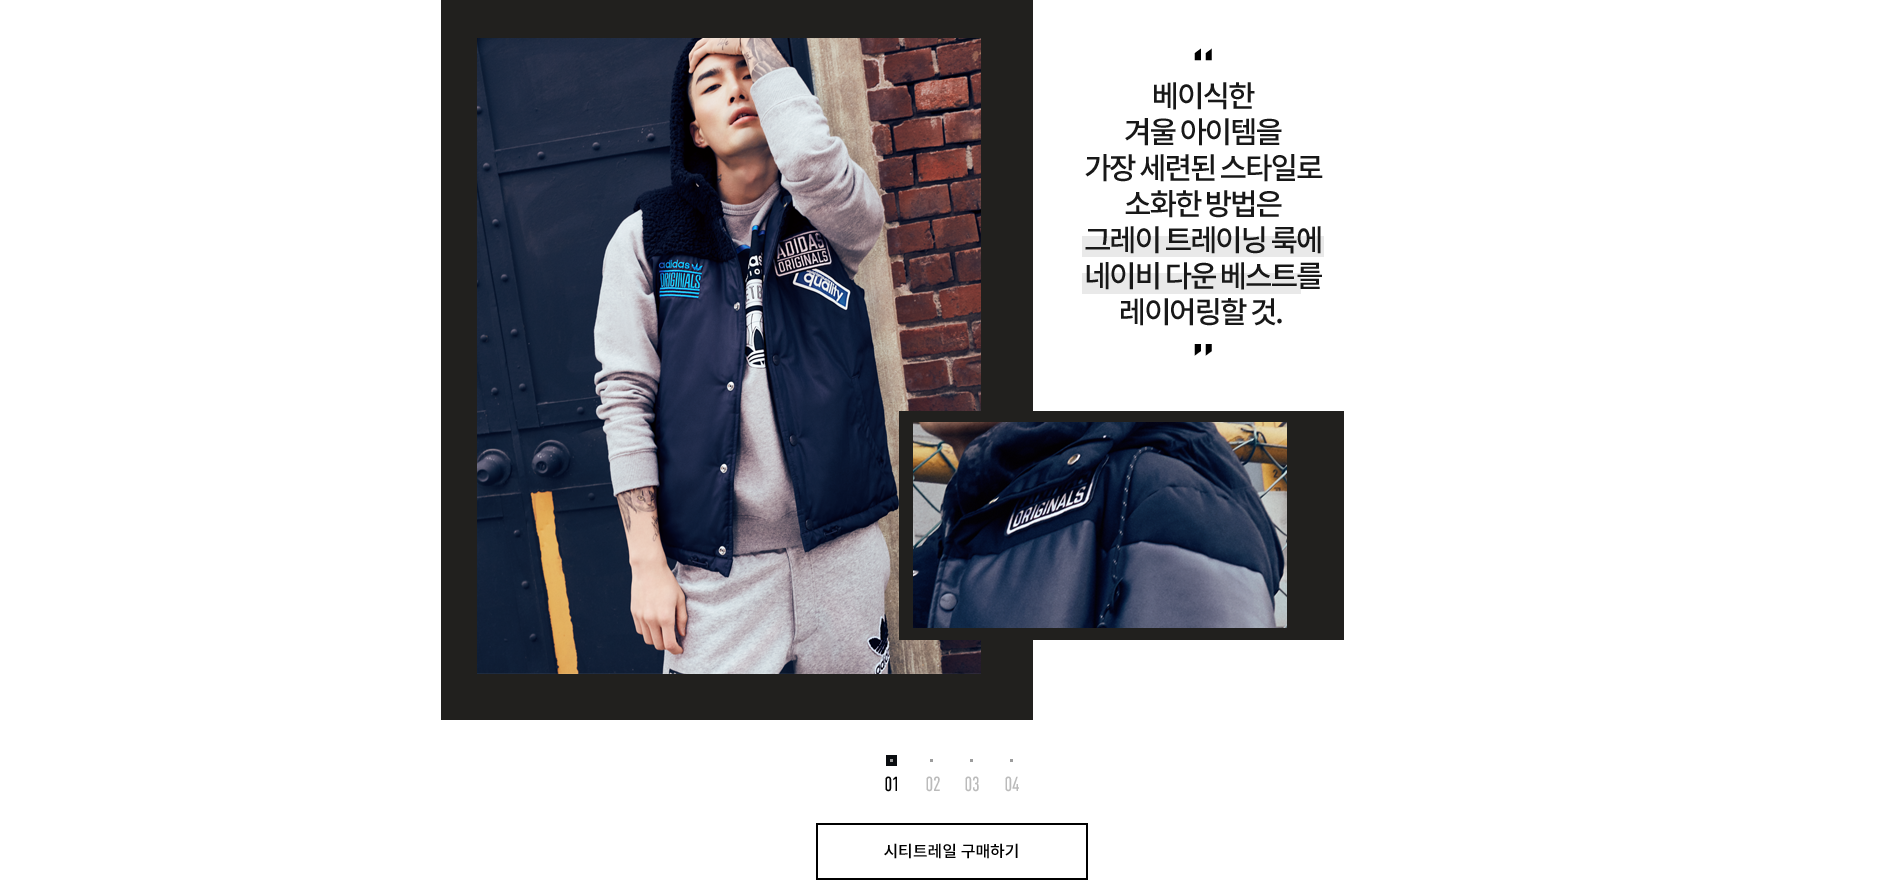 “
베이식한
겨울 아이템을
가장 세련된 스타일로
소화한 방법은
그레이 트레이닝 룩에
네이비 다운 베스트를
레이어링할 것.
”
adidas
ORIGINALS
ADIDAS
ORIGINALS
quality
ORIGINALS
adidas
01 02 03 04
시티트레일 구매하기